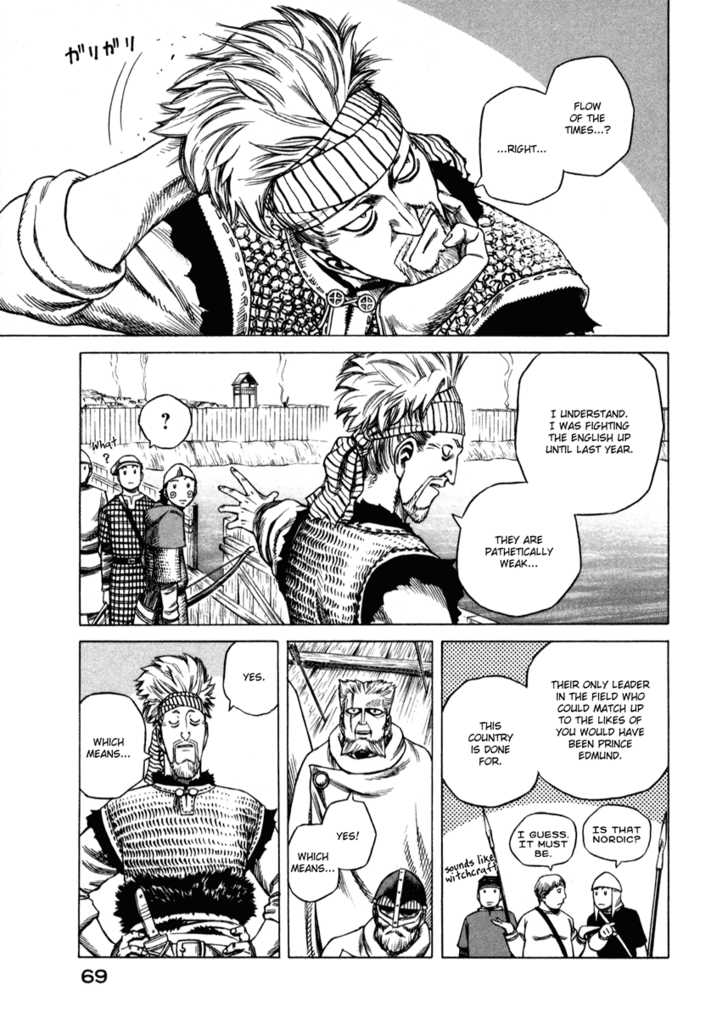 ガリガリ
FLOW
OF THE
TIMES...?
...RIGHT...
I UNDERSTAND.
I WAS FIGHTING
THE ENGLISH UP
UNTIL LAST YEAR.
THEY ARE
PATHETICALLY
WEAK...
?
What
?
THEIR ONLY LEADER
IN THE FIELD WHO
COULD MATCH UP
TO THE LIKES OF
YOU WOULD HAVE
BEEN PRINCE
EDMUND.
THIS
COUNTRY
IS DONE
FOR.
IS THAT
NORDIC?
I GUESS.
IT MUST
BE.
sounds like
witchcraft
YES!
WHICH
MEANS...
YES.
WHICH
MEANS...
69